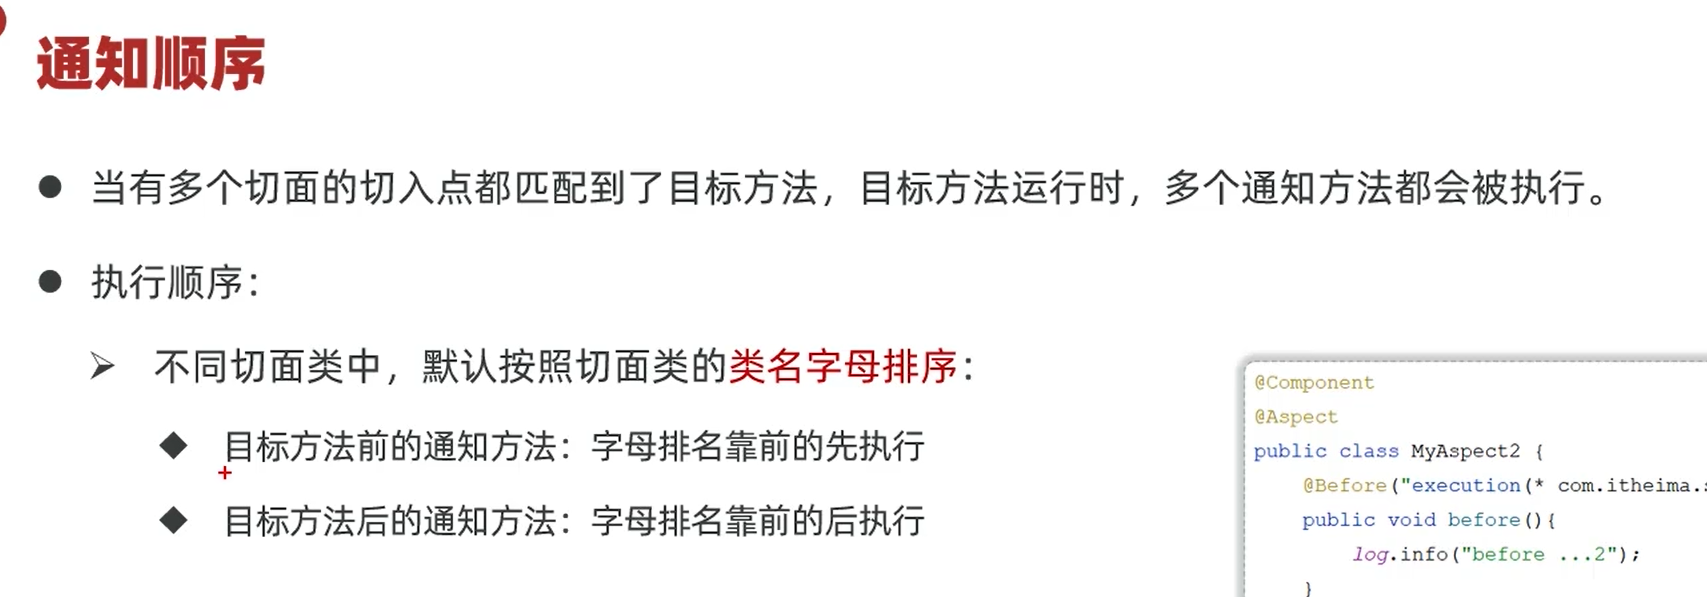 通知顺序
当有多个切面的切入点都匹配到了目标方法，目标方法运行时，多个通知方法都会被执行。
执行顺序：
不同切面类中，默认按照切面类的类名字母排序：
目标方法前的通知方法：字母排名靠前的先执行
目标方法后的通知方法：字母排名靠前的后执行
@Component
@Aspect
public class MyAspect2 {
@Before("execution(* com.itheima.
public void before(){
log.info("before ...2");
}